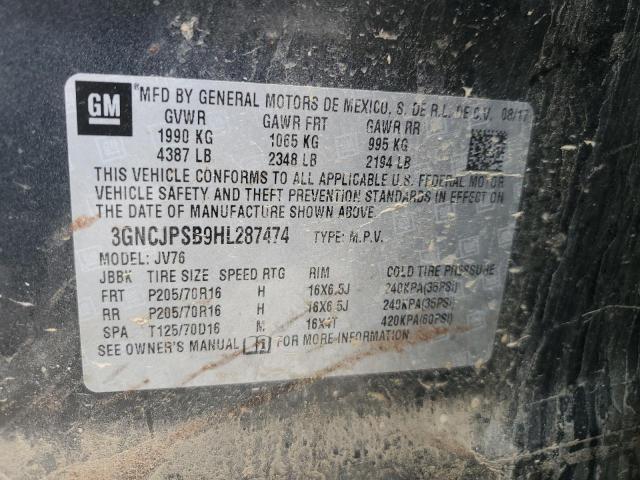 GM
MFD BY GENERAL MOTORS DE MEXICO, S. DE R.L. DE C.V. 08/17
GVWR GAWR FRT GAWR RR
1990 KG 1065 KG 995 KG
4387 LB 2348 LB 2194 LB
THIS VEHICLE CONFORMS TO ALL APPLICABLE U.S. FEDERAL MOTOR
VEHICLE SAFETY AND THEFT PREVENTION STANDARDS IN EFFECT ON
THE DATE OF MANUFACTURE SHOWN ABOVE.
3GNCJPSB9HL287474 TYPE: M.P.V.
MODEL: JV76
JBBK TIRE SIZE SPEED RTG RIM COLD TIRE PRESSURE
FRT P205/70R16 H 16X6.5J 240KPA(35PSI)
RR P205/70R16 H 16X6.5J 240KPA(35PSI)
SPA T125/70D16 M 16X4T 420KPA(60PSI)
SEE OWNER'S MANUAL FOR MORE INFORMATION